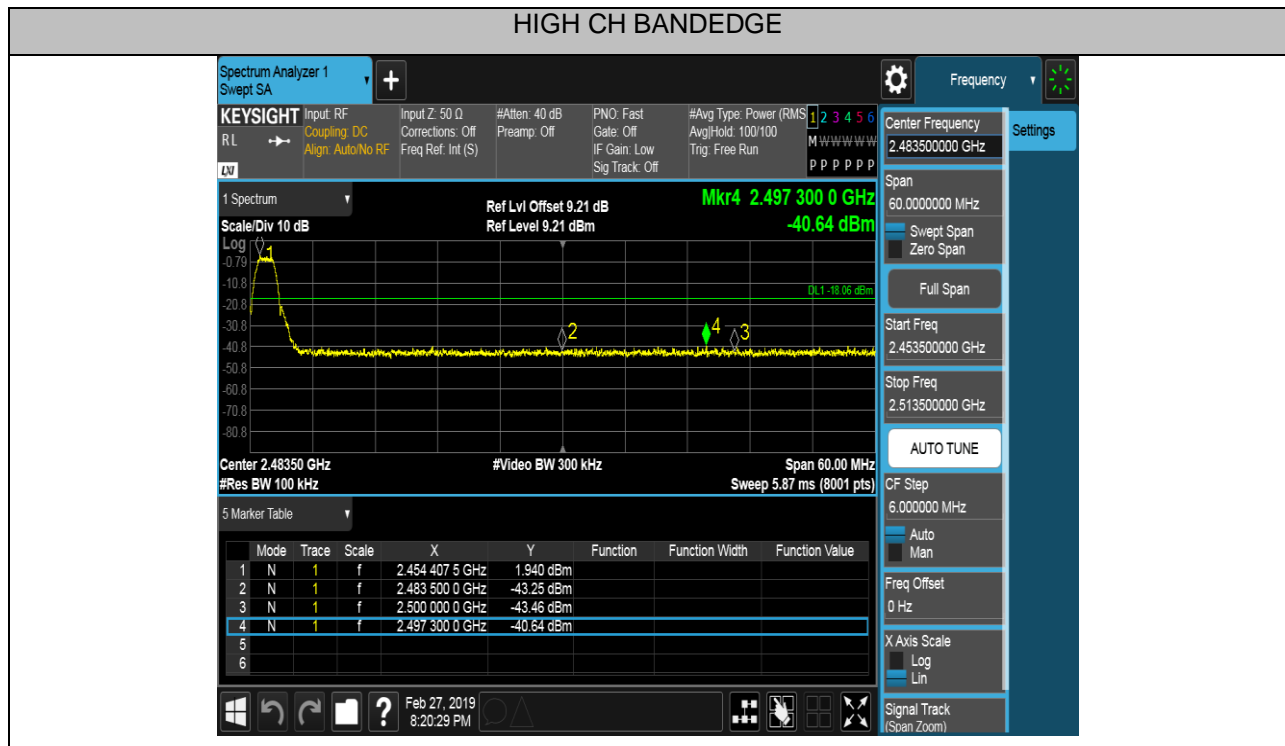 HIGH CH BANDEDGE
Spectrum Analyzer 1
Swept SA
+
Frequency
KEYSIGHT
RL
LXI
Input: RF
Coupling: DC
Align: Auto/No RF
Input Z: 50 Ω
Corrections: Off
Freq Ref: Int (S)
#Atten: 40 dB
Preamp: Off
PNO: Fast
Gate: Off
IF Gain: Low
Sig Track: Off
#Avg Type: Power (RMS
Avg|Hold: 100/100
Trig: Free Run
1 2 3 4 5 6
M W W W W W
P P P P P P
1 Spectrum
Scale/Div 10 dB
Ref Lvl Offset 9.21 dB
Ref Level 9.21 dBm
Mkr4 2.497 300 0 GHz
-40.64 dBm
Log
-0.79
-10.8
-20.8
-30.8
-40.8
-50.8
-60.8
-70.8
-80.8
1
2
4
3
DL1 -18.06 dBm
Center 2.48350 GHz
#Video BW 300 kHz
Span 60.00 MHz
#Res BW 100 kHz
Sweep 5.87 ms (8001 pts)
5 Marker Table
Mode Trace Scale X Y Function Function Width Function Value
1 N 1 f 2.454 407 5 GHz 1.940 dBm
2 N 1 f 2.483 500 0 GHz -43.25 dBm
3 N 1 f 2.500 000 0 GHz -43.46 dBm
4 N 1 f 2.497 300 0 GHz -40.64 dBm
5
6
?
Feb 27, 2019
8:20:29 PM
Center Frequency
2.483500000 GHz
Settings
Span
60.0000000 MHz
Swept Span
Zero Span
Full Span
Start Freq
2.453500000 GHz
Stop Freq
2.513500000 GHz
AUTO TUNE
CF Step
6.000000 MHz
Auto
Man
Freq Offset
0 Hz
X Axis Scale
Log
Lin
Signal Track
(Span Zoom)